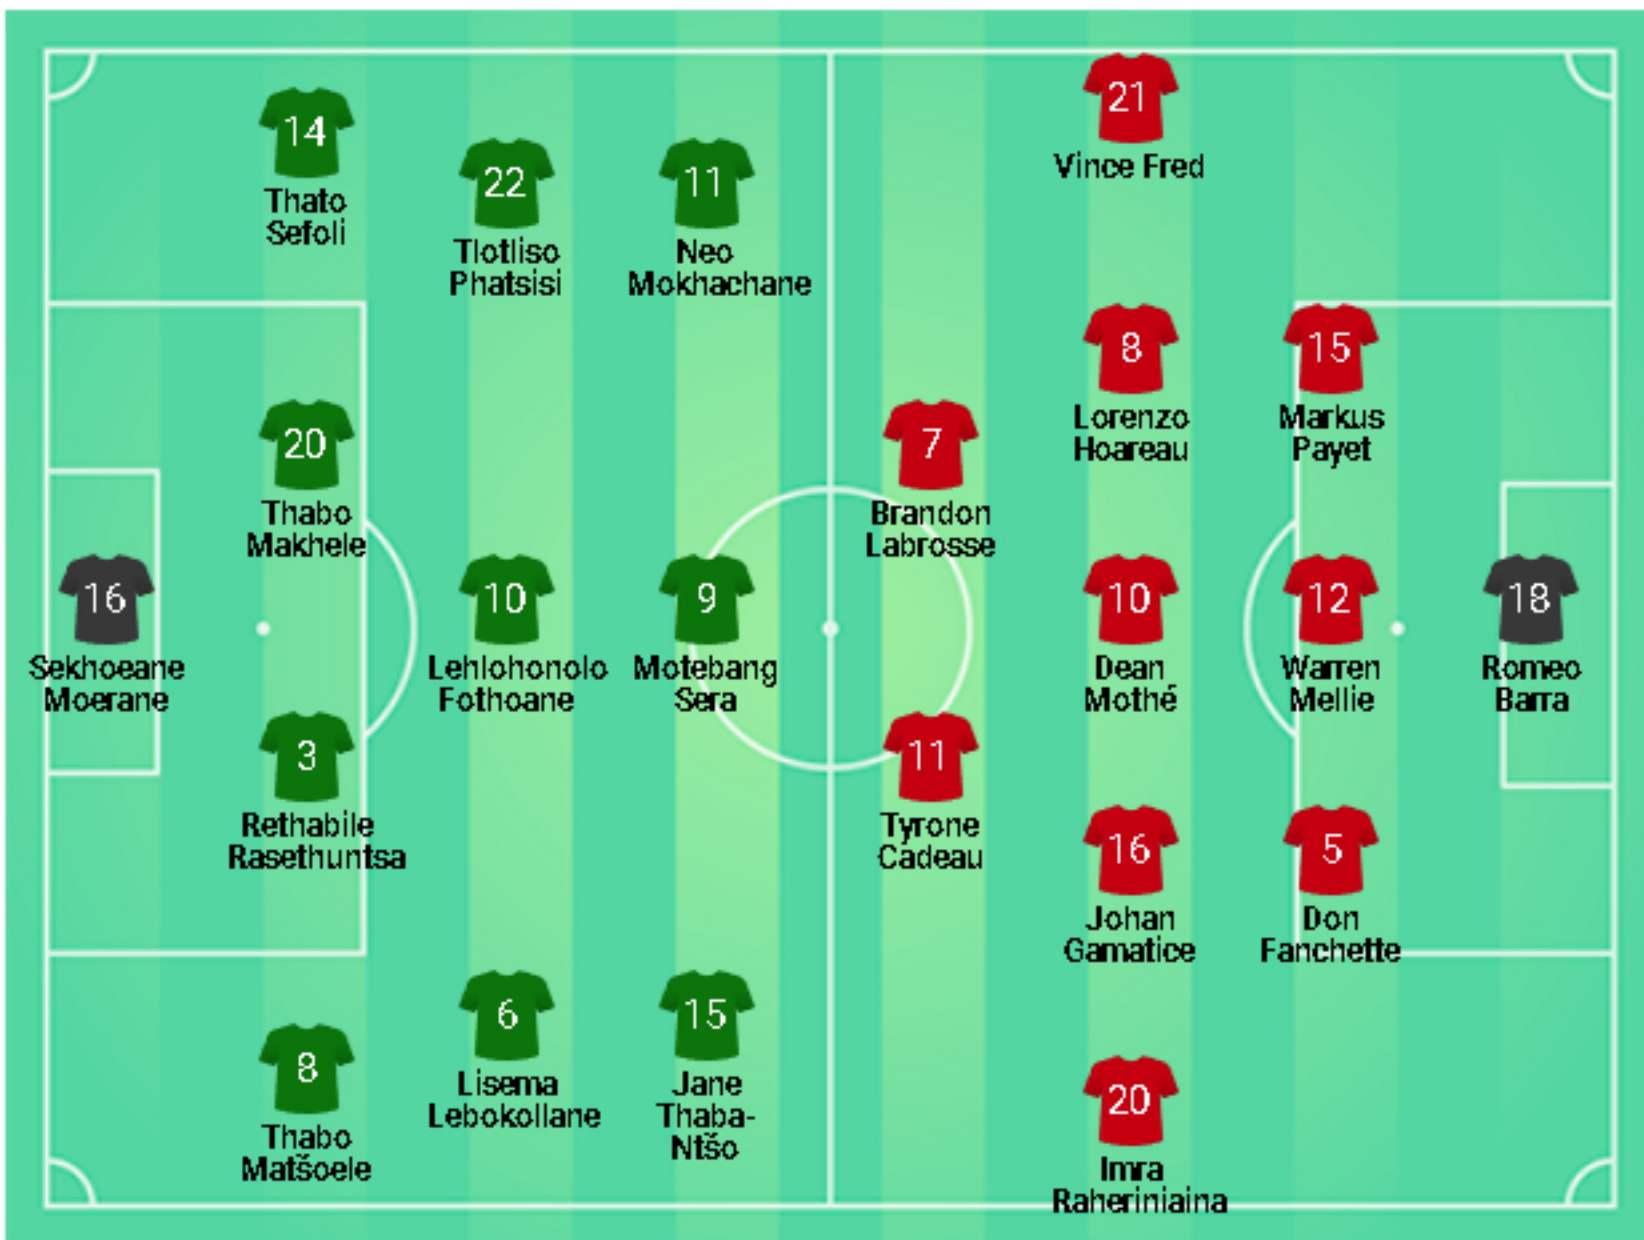 14
Thato
Sefoli
20
Thabo
Makhele
3
Rethabile
Rasethuntsa
8
Thabo
Matšoele
16
Sekhoeane
Moerane
22
Tlotliso
Phatsisi
10
Lehlohonolo
Fothoane
6
Lisema
Lebokollane
11
Neo
Mokhachane
9
Motebang
Sera
15
Jane
Thaba-
Ntšo
7
Brandon
Labrosse
11
Tyrone
Cadeau
21
Vince Fred
8
Lorenzo
Hoareau
10
Dean
Mothé
16
Johan
Gamatice
20
Imra
Raheriniaina
15
Markus
Payet
12
Warren
Mellie
5
Don
Fanchette
18
Romeo
Barra